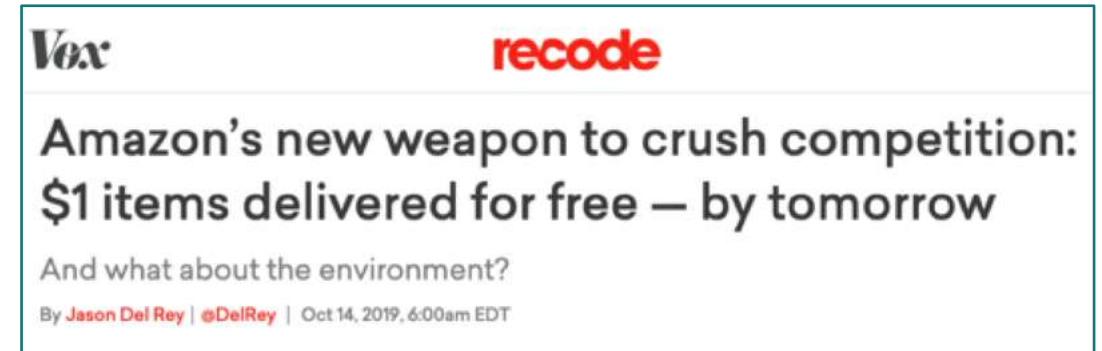 Vox
recode
Amazon’s new weapon to crush competition:
$1 items delivered for free — by tomorrow
And what about the environment?
By Jason Del Rey | @DelRey | Oct 14, 2019, 6:00am EDT